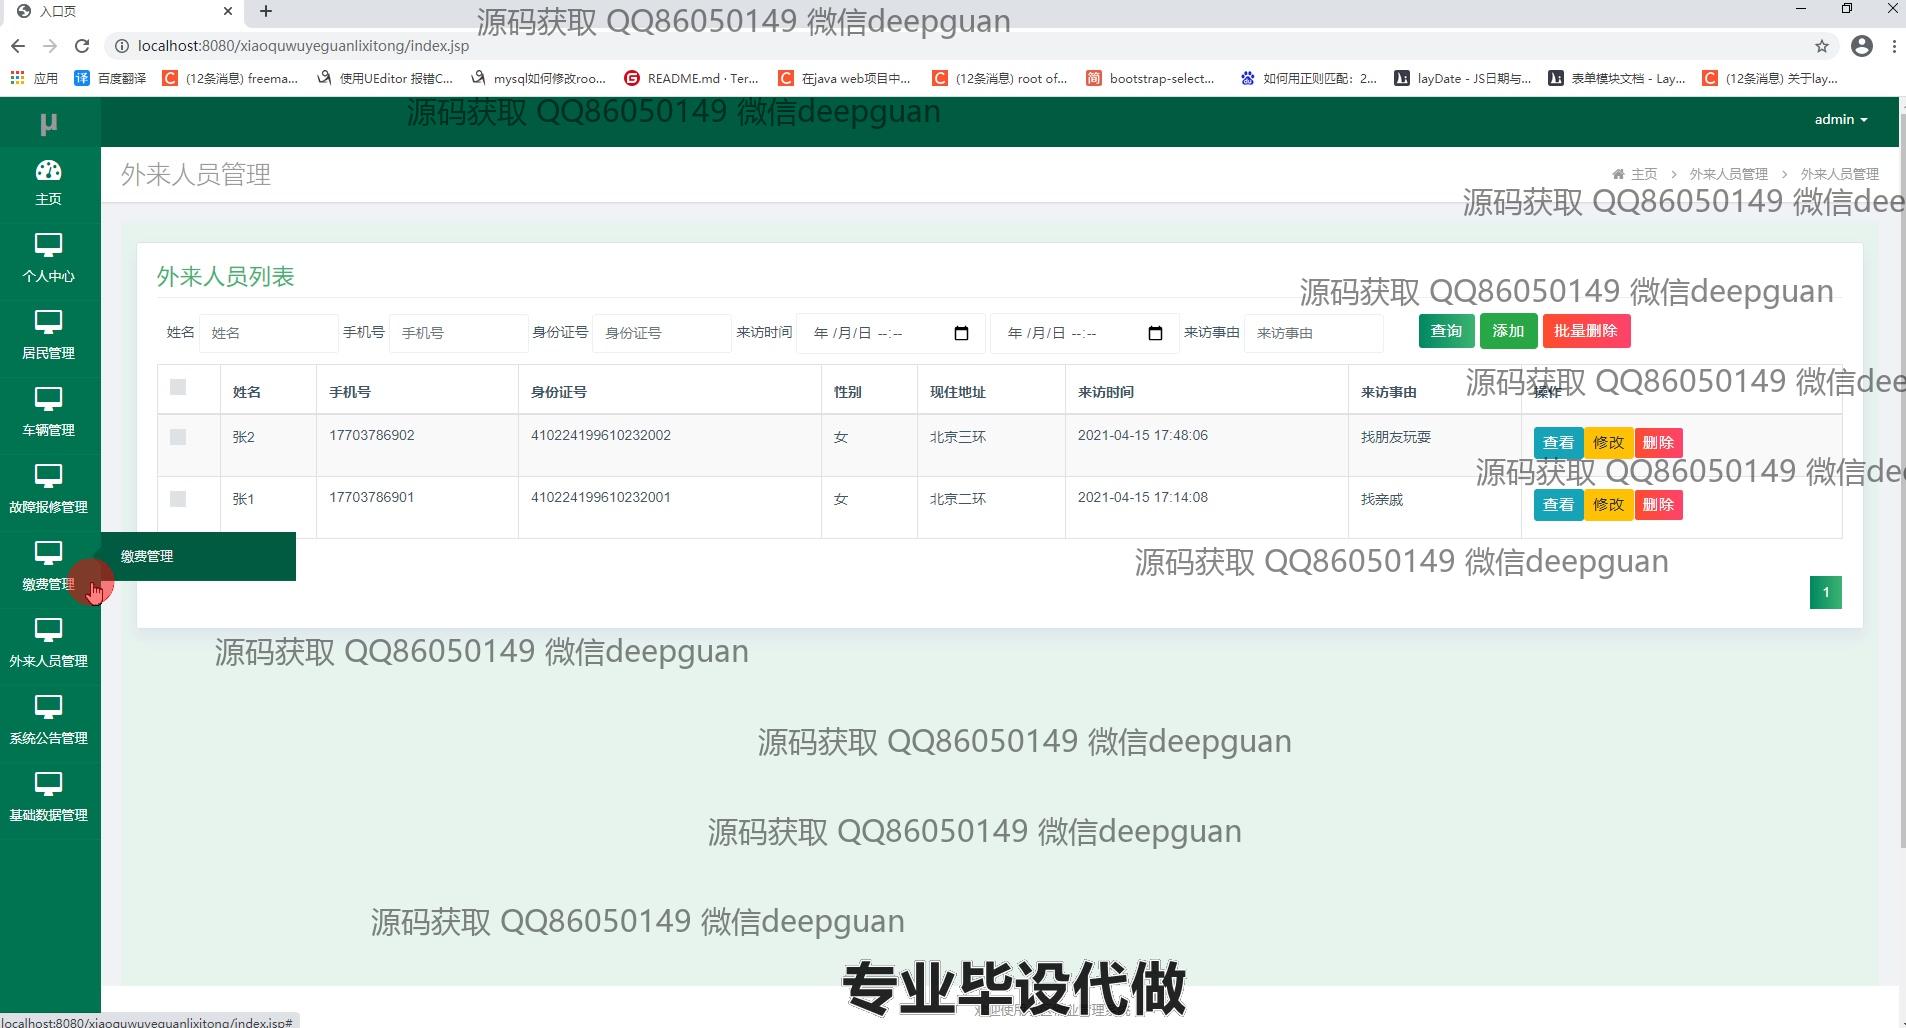 入口页
源码获取 QQ86050149 微信deepguan
localhost:8080/xiaoquwuyeguanlixitong/index.jsp
应用 百度翻译 (12条消息) freema... 使用UEditor 报错C... mysql如何修改roo... README.md · Ter... 在java web项目中... (12条消息) root of... bootstrap-select... 如何用正则匹配：2... layDate - JS日期与... 表单模块文档 - Lay... (12条消息) 关于lay...
源码获取 QQ86050149 微信deepguan
μ
admin
主页
外来人员管理
主页 > 外来人员管理 > 外来人员管理
源码获取 QQ86050149 微信dee
个人中心
外来人员列表
源码获取 QQ86050149 微信deepguan
姓名 姓名 手机号 手机号 身份证号 身份证号 来访时间 年 /月/日 --:-- 年 /月/日 --:-- 来访事由 来访事由 查询 添加 批量删除
居民管理
源码获取 QQ86050149 微信dee
姓名 手机号 身份证号 性别 现住地址 来访时间 来访事由 操作
车辆管理
张2 17703786902 410224199610232002 女 北京三环 2021-04-15 17:48:06 找朋友玩耍 查看 修改 删除
源码获取 QQ86050149 微信dee
张1 17703786901 410224199610232001 女 北京二环 2021-04-15 17:14:08 找亲戚 查看 修改 删除
故障报修管理
缴费管理
源码获取 QQ86050149 微信deepguan
缴费管理
1
源码获取 QQ86050149 微信deepguan
外来人员管理
系统公告管理
源码获取 QQ86050149 微信deepguan
基础数据管理
源码获取 QQ86050149 微信deepguan
源码获取 QQ86050149 微信deepguan
专业毕设代做
localhost:8080/xiaoquwuyeguanlixitong/index.jsp#